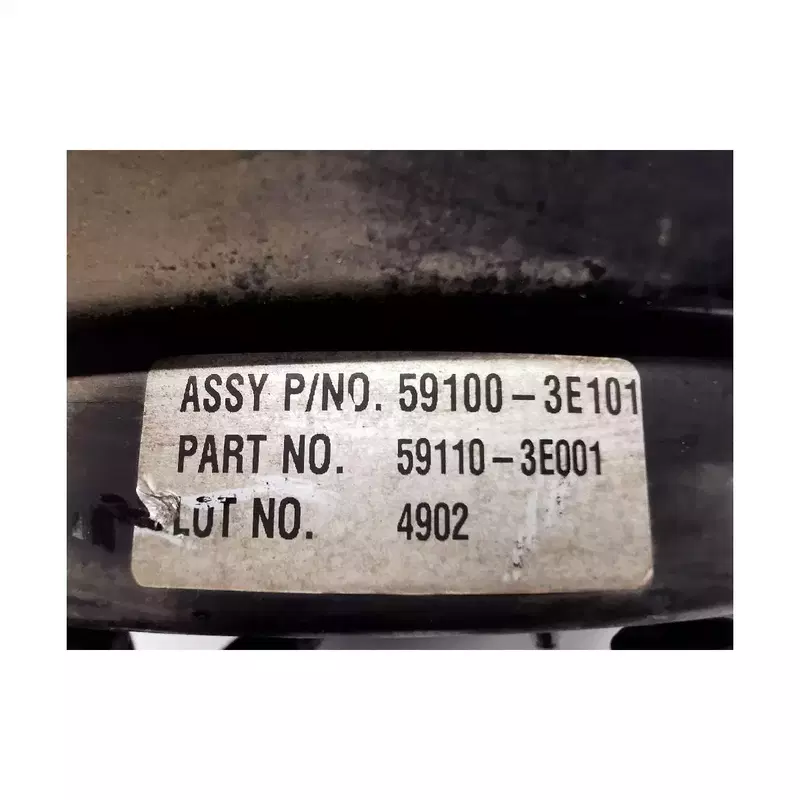 ASSY P/NO. 59100-3E101
PART NO. 59110-3E001
LOT NO. 4902